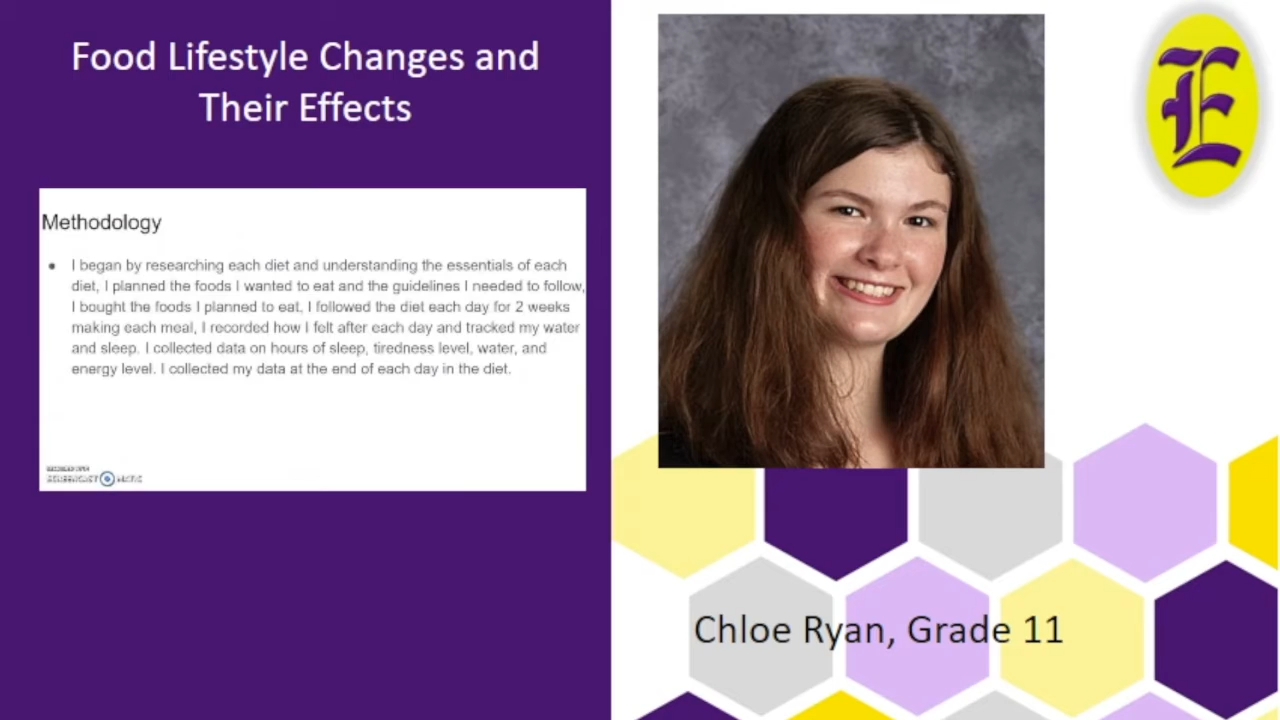 Food Lifestyle Changes and
Their Effects
Methodology
● I began by researching each diet and understanding the essentials of each
diet, I planned the foods I wanted to eat and the guidelines I needed to follow,
I bought the foods I planned to eat, I followed the diet each day for 2 weeks
making each meal, I recorded how I felt after each day and tracked my water
and sleep. I collected data on hours of sleep, tiredness level, water, and
energy level. I collected my data at the end of each day in the diet.
E
Chloe Ryan, Grade 11